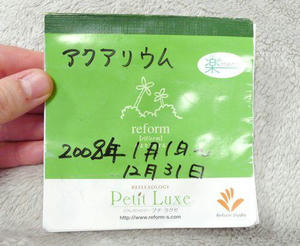 アクアリウム
楽
reform
2008年1月1日~
12月31日
REFLEXOLOGY
Petit Luxe
http://www.reform-s.com
Reform Studio